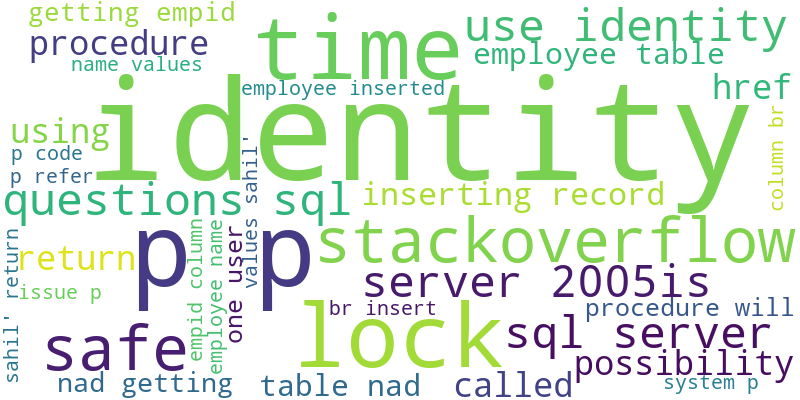 getting empid
time
use identity
procedure
employee table
name values
identity
employee inserted
href
using
column br
p code
p refer
values sahil'
questions sql
inserting record
p p
stackoverflow
sahil' return
return
empid column
employee name
one user
server 2005is
issue p
lock
br insert
procedure will
safe
sql server
possibility
nad getting
table nad
called
system p